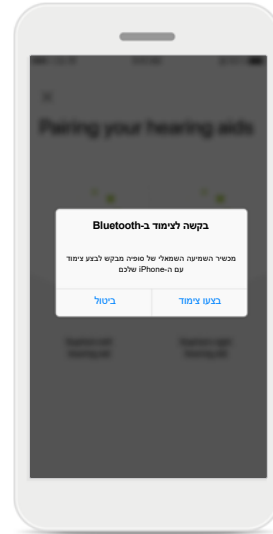 Pairing your hearing aids
בקשה לצימוד ב-Bluetooth
מכשיר השמיעה השמאלי של סופיה מבקש לבצע צימוד
עם ה-iPhone שלכם
בצעו צימוד
ביטול